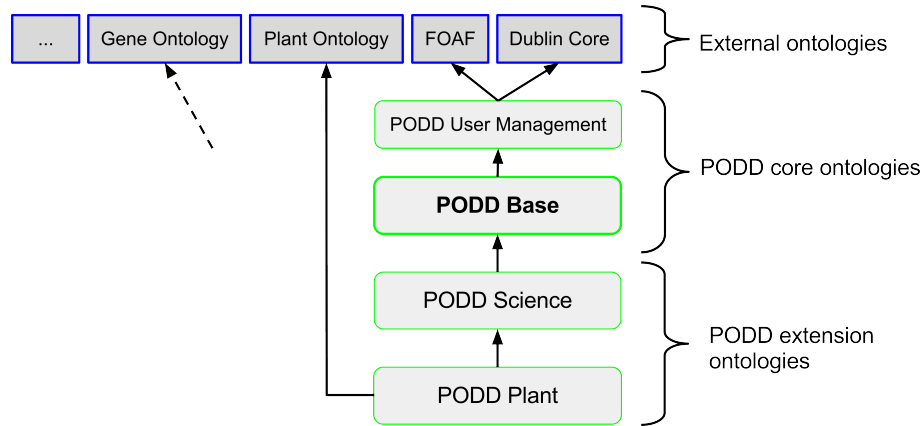 ...
Gene Ontology
Plant Ontology
FOAF
Dublin Core
External ontologies
PODD User Management
PODD core ontologies
PODD Base
PODD Science
PODD extension
ontologies
PODD Plant